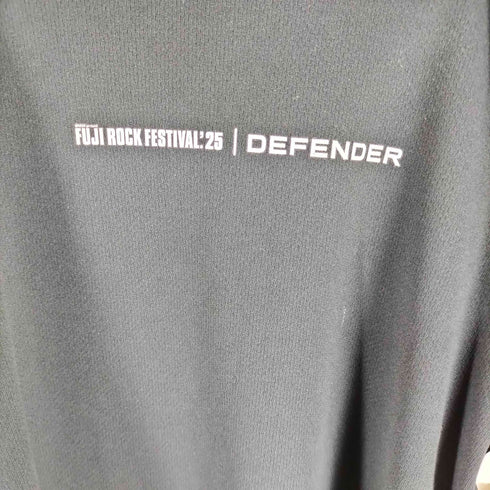 FUJI ROCK FESTIVAL'25 | DEFENDER